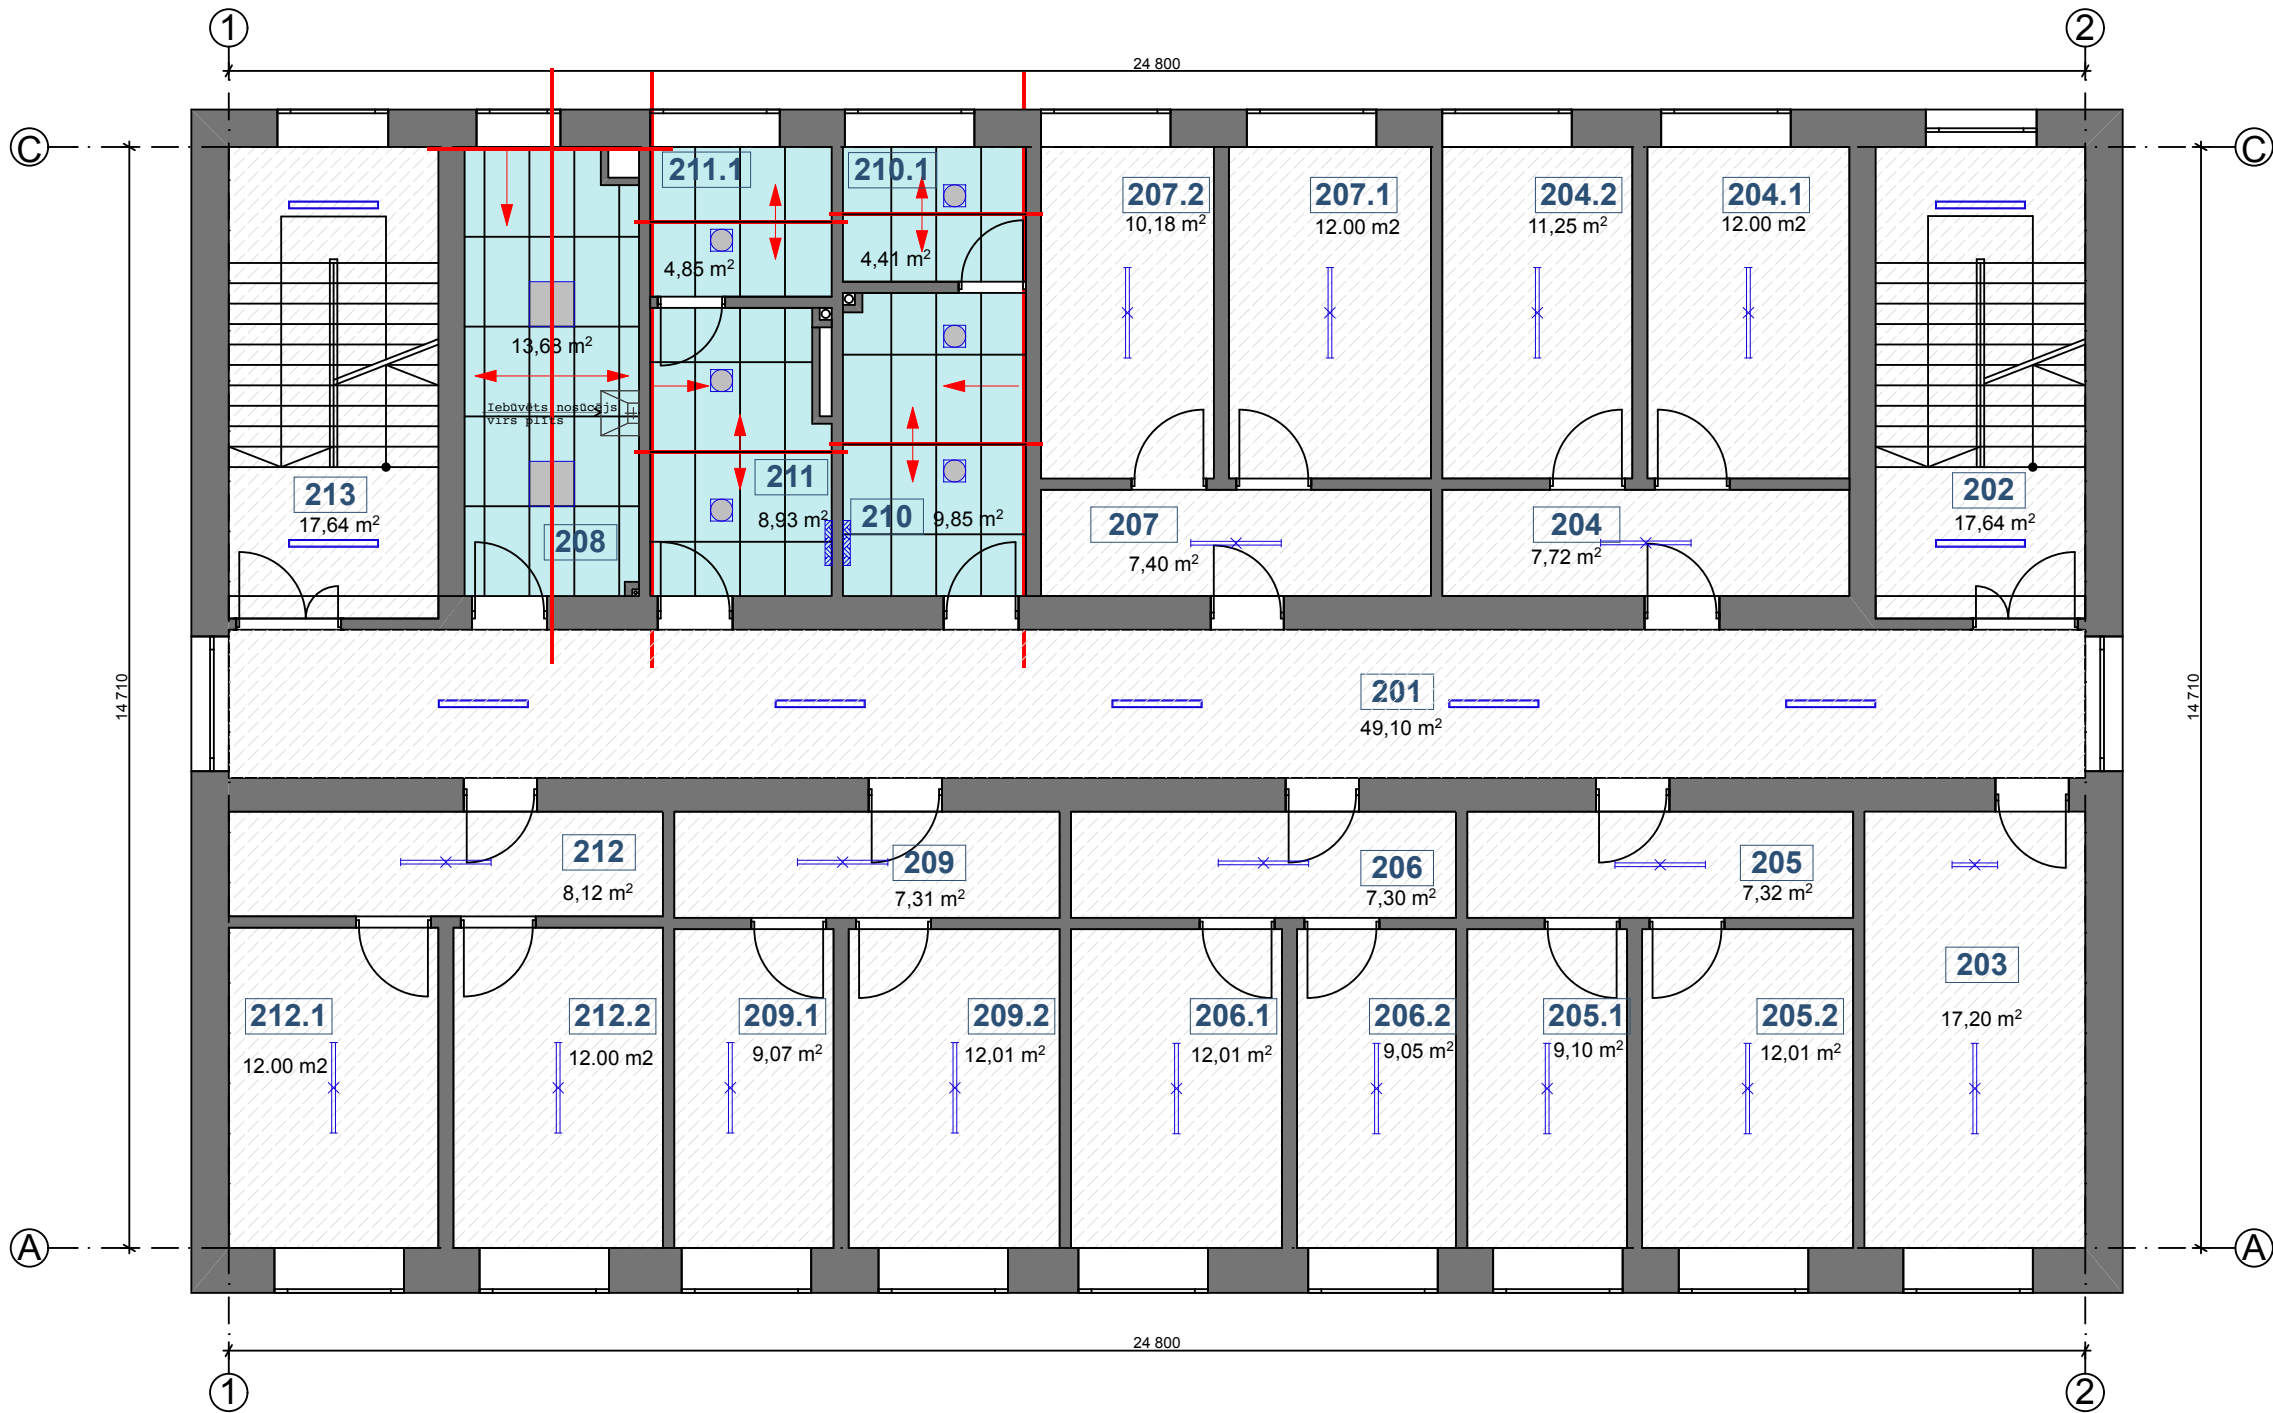 1
2
24 800
C
C
211.1
210.1
207.2
10,18 m²
207.1
12.00 m2
204.2
11,25 m²
204.1
12.00 m2
4,85 m²
4,41 m²
13,68 m²
Iebūvēts nosūcējs
virs plīts
213
17,64 m²
208
211
8,93 m²
210
9,85 m²
207
7,40 m²
204
7,72 m²
202
17,64 m²
14 710
201
49,10 m²
14 710
212
8,12 m²
209
7,31 m²
206
7,30 m²
205
7,32 m²
203
17,20 m²
212.1
12.00 m2
212.2
12.00 m2
209.1
9,07 m²
209.2
12,01 m²
206.1
12,01 m²
206.2
9,05 m²
205.1
9,10 m²
205.2
12,01 m²
A
A
24 800
1
2